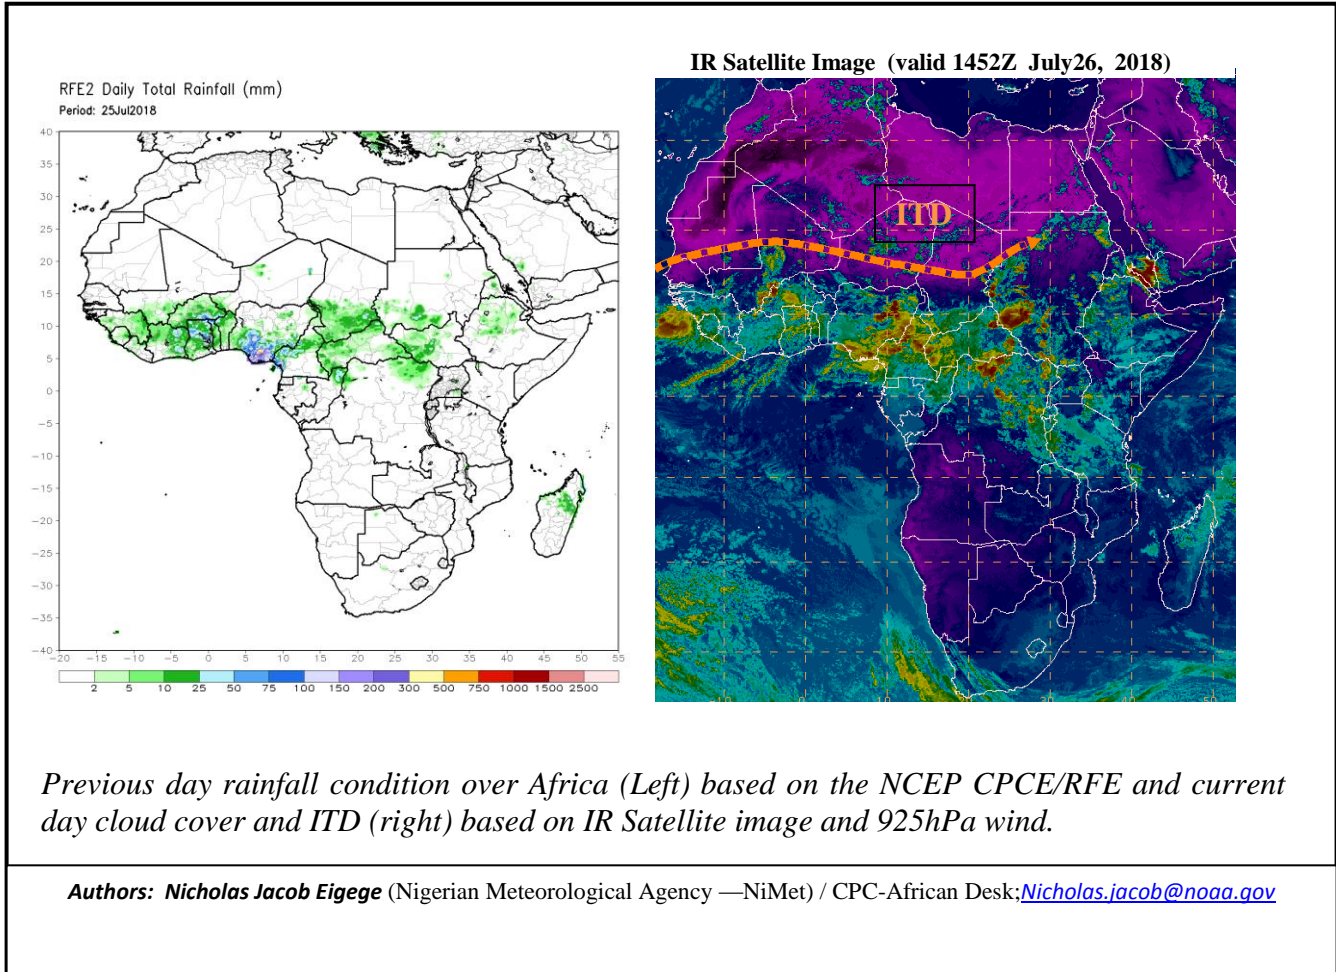 RFE2 Daily Total Rainfall (mm)
Period: 25Jul2018
40
35
30
25
20
15
10
5
0
−5
−10
−15
−20
−25
−30
−35
−40
−20 −15 −10 −5 0 5 10 15 20 25 30 35 40 45 50 55
2 5 10 25 50 75 100 150 200 300 500 750 1000 1500 2500
IR Satellite Image (valid 1452Z July26, 2018)
ITD
Previous day rainfall condition over Africa (Left) based on the NCEP CPCE/RFE and current
day cloud cover and ITD (right) based on IR Satellite image and 925hPa wind.
Authors: Nicholas Jacob Eigege (Nigerian Meteorological Agency —NiMet) / CPC-African Desk;Nicholas.jacob@noaa.gov